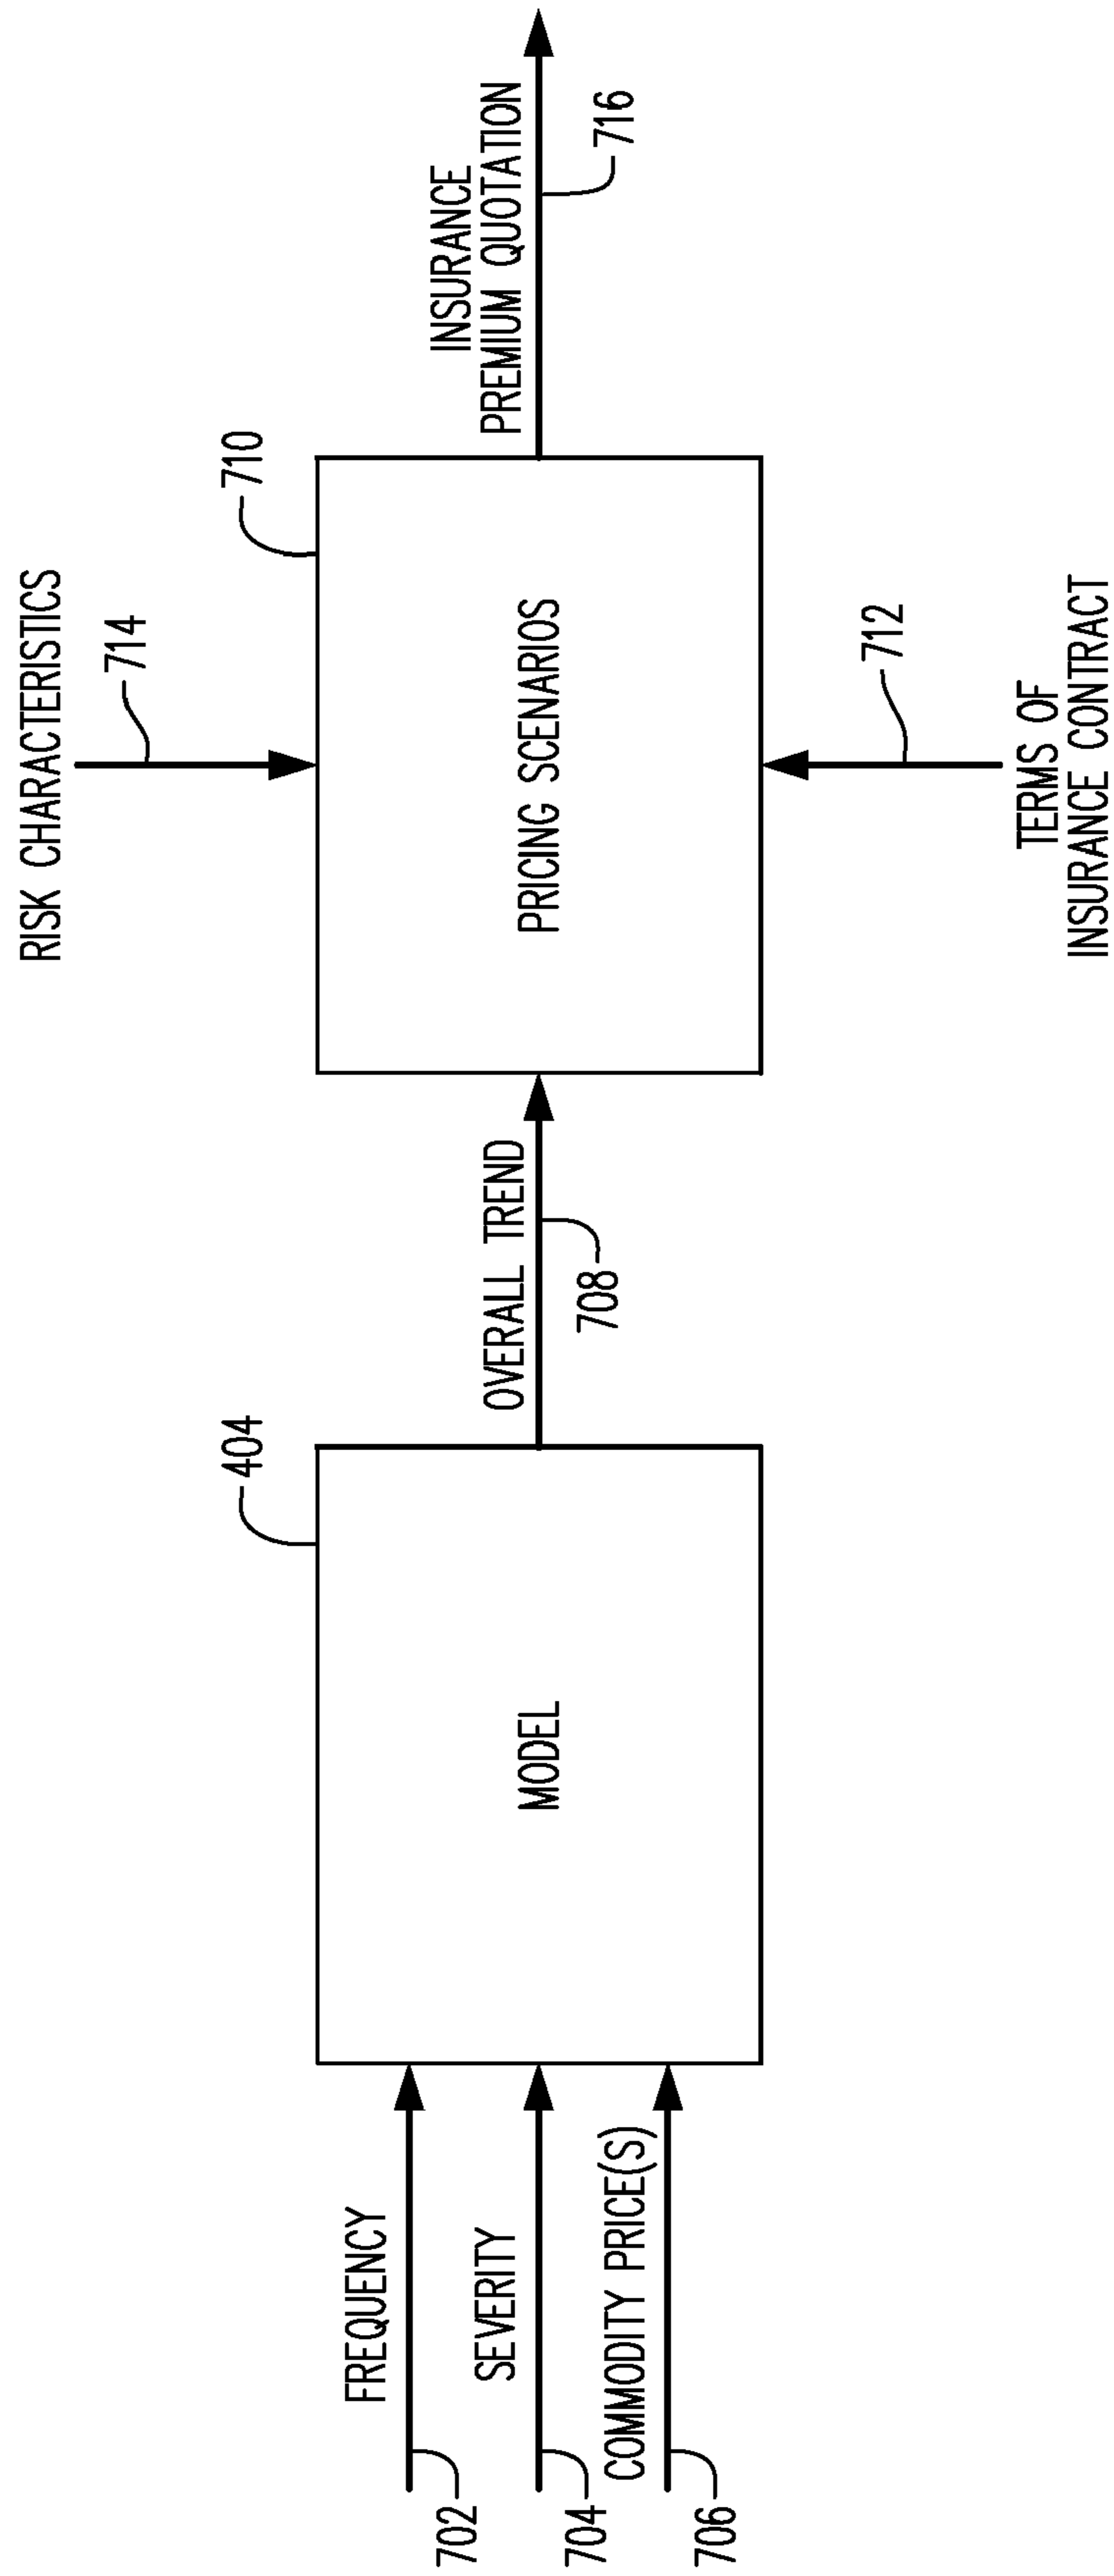 RISK CHARACTERISTICS
714
404
710
FREQUENCY
702
SEVERITY
704
COMMODITY PRICE(S)
706
MODEL
OVERALL TREND
708
PRICING SCENARIOS
INSURANCE
PREMIUM QUOTATION
716
712
TERMS OF
INSURANCE CONTRACT